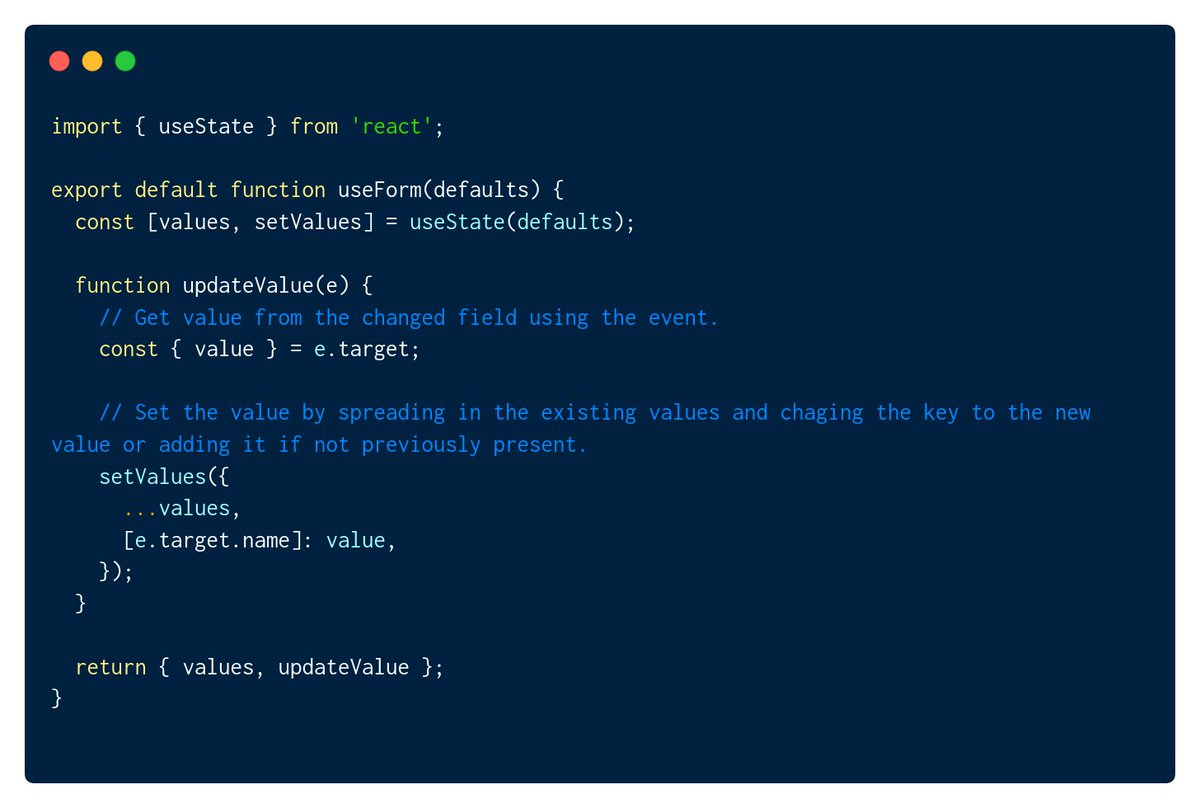 import { useState } from 'react';
export default function useForm(defaults) {
const [values, setValues] = useState(defaults);
function updateValue(e) {
// Get value from the changed field using the event.
const { value } = e.target;
// Set the value by spreading in the existing values and chaging the key to the new
value or adding it if not previously present.
setValues({
...values,
[e.target.name]: value,
});
}
return { values, updateValue };
}